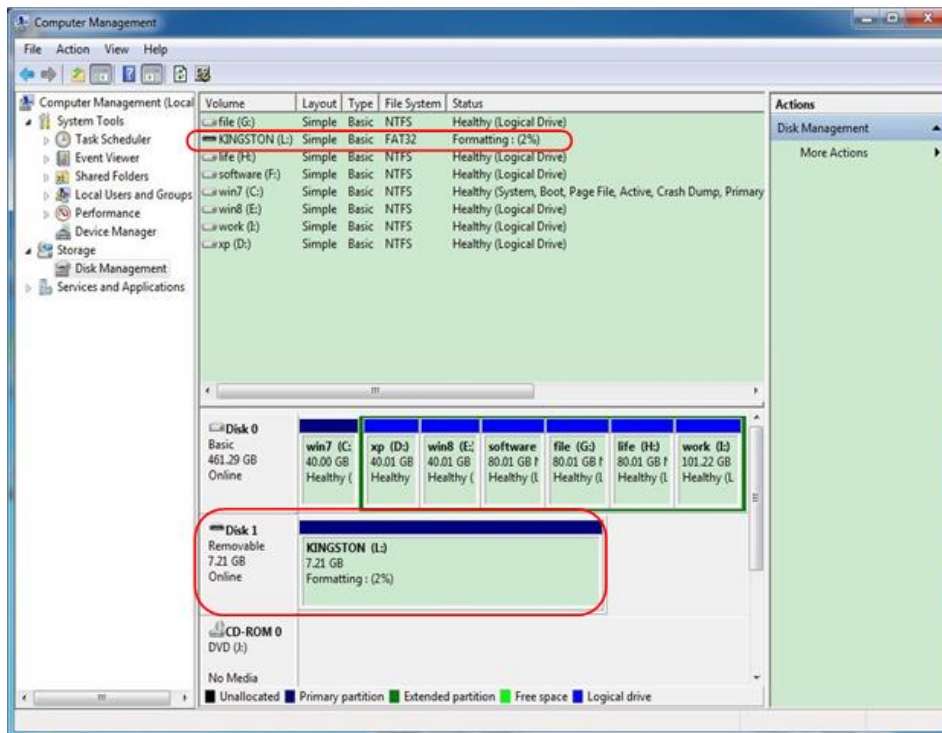 Computer Management
File Action View Help
Computer Management (Local
System Tools
Task Scheduler
Event Viewer
Shared Folders
Local Users and Groups
Performance
Device Manager
Storage
Disk Management
Services and Applications
Volume Layout Type File System Status
file (G:) Simple Basic NTFS Healthy (Logical Drive)
KINGSTON (L:) Simple Basic FAT32 Formatting : (2%)
life (H:) Simple Basic NTFS Healthy (Logical Drive)
software (F:) Simple Basic NTFS Healthy (Logical Drive)
win7 (C:) Simple Basic NTFS Healthy (System, Boot, Page File, Active, Crash Dump, Primary
win8 (E:) Simple Basic NTFS Healthy (Logical Drive)
work (I:) Simple Basic NTFS Healthy (Logical Drive)
xp (D:) Simple Basic NTFS Healthy (Logical Drive)
Actions
Disk Management
More Actions
Disk 0
Basic
461.29 GB
Online
win7 (C:
40.00 GB
Healthy (
xp (D:)
40.01 GB
Healthy
win8 (E:
40.01 GB
Healthy (
software
80.01 GB
Healthy (L
file (G:)
80.01 GB
Healthy (L
life (H:)
80.01 GB
Healthy (L
work (I:)
101.22 GB
Healthy (L
Disk 1
Removable
7.21 GB
Online
KINGSTON (L:)
7.21 GB
Formatting : (2%)
CD-ROM 0
DVD (J:)
No Media
Unallocated Primary partition Extended partition Free space Logical drive